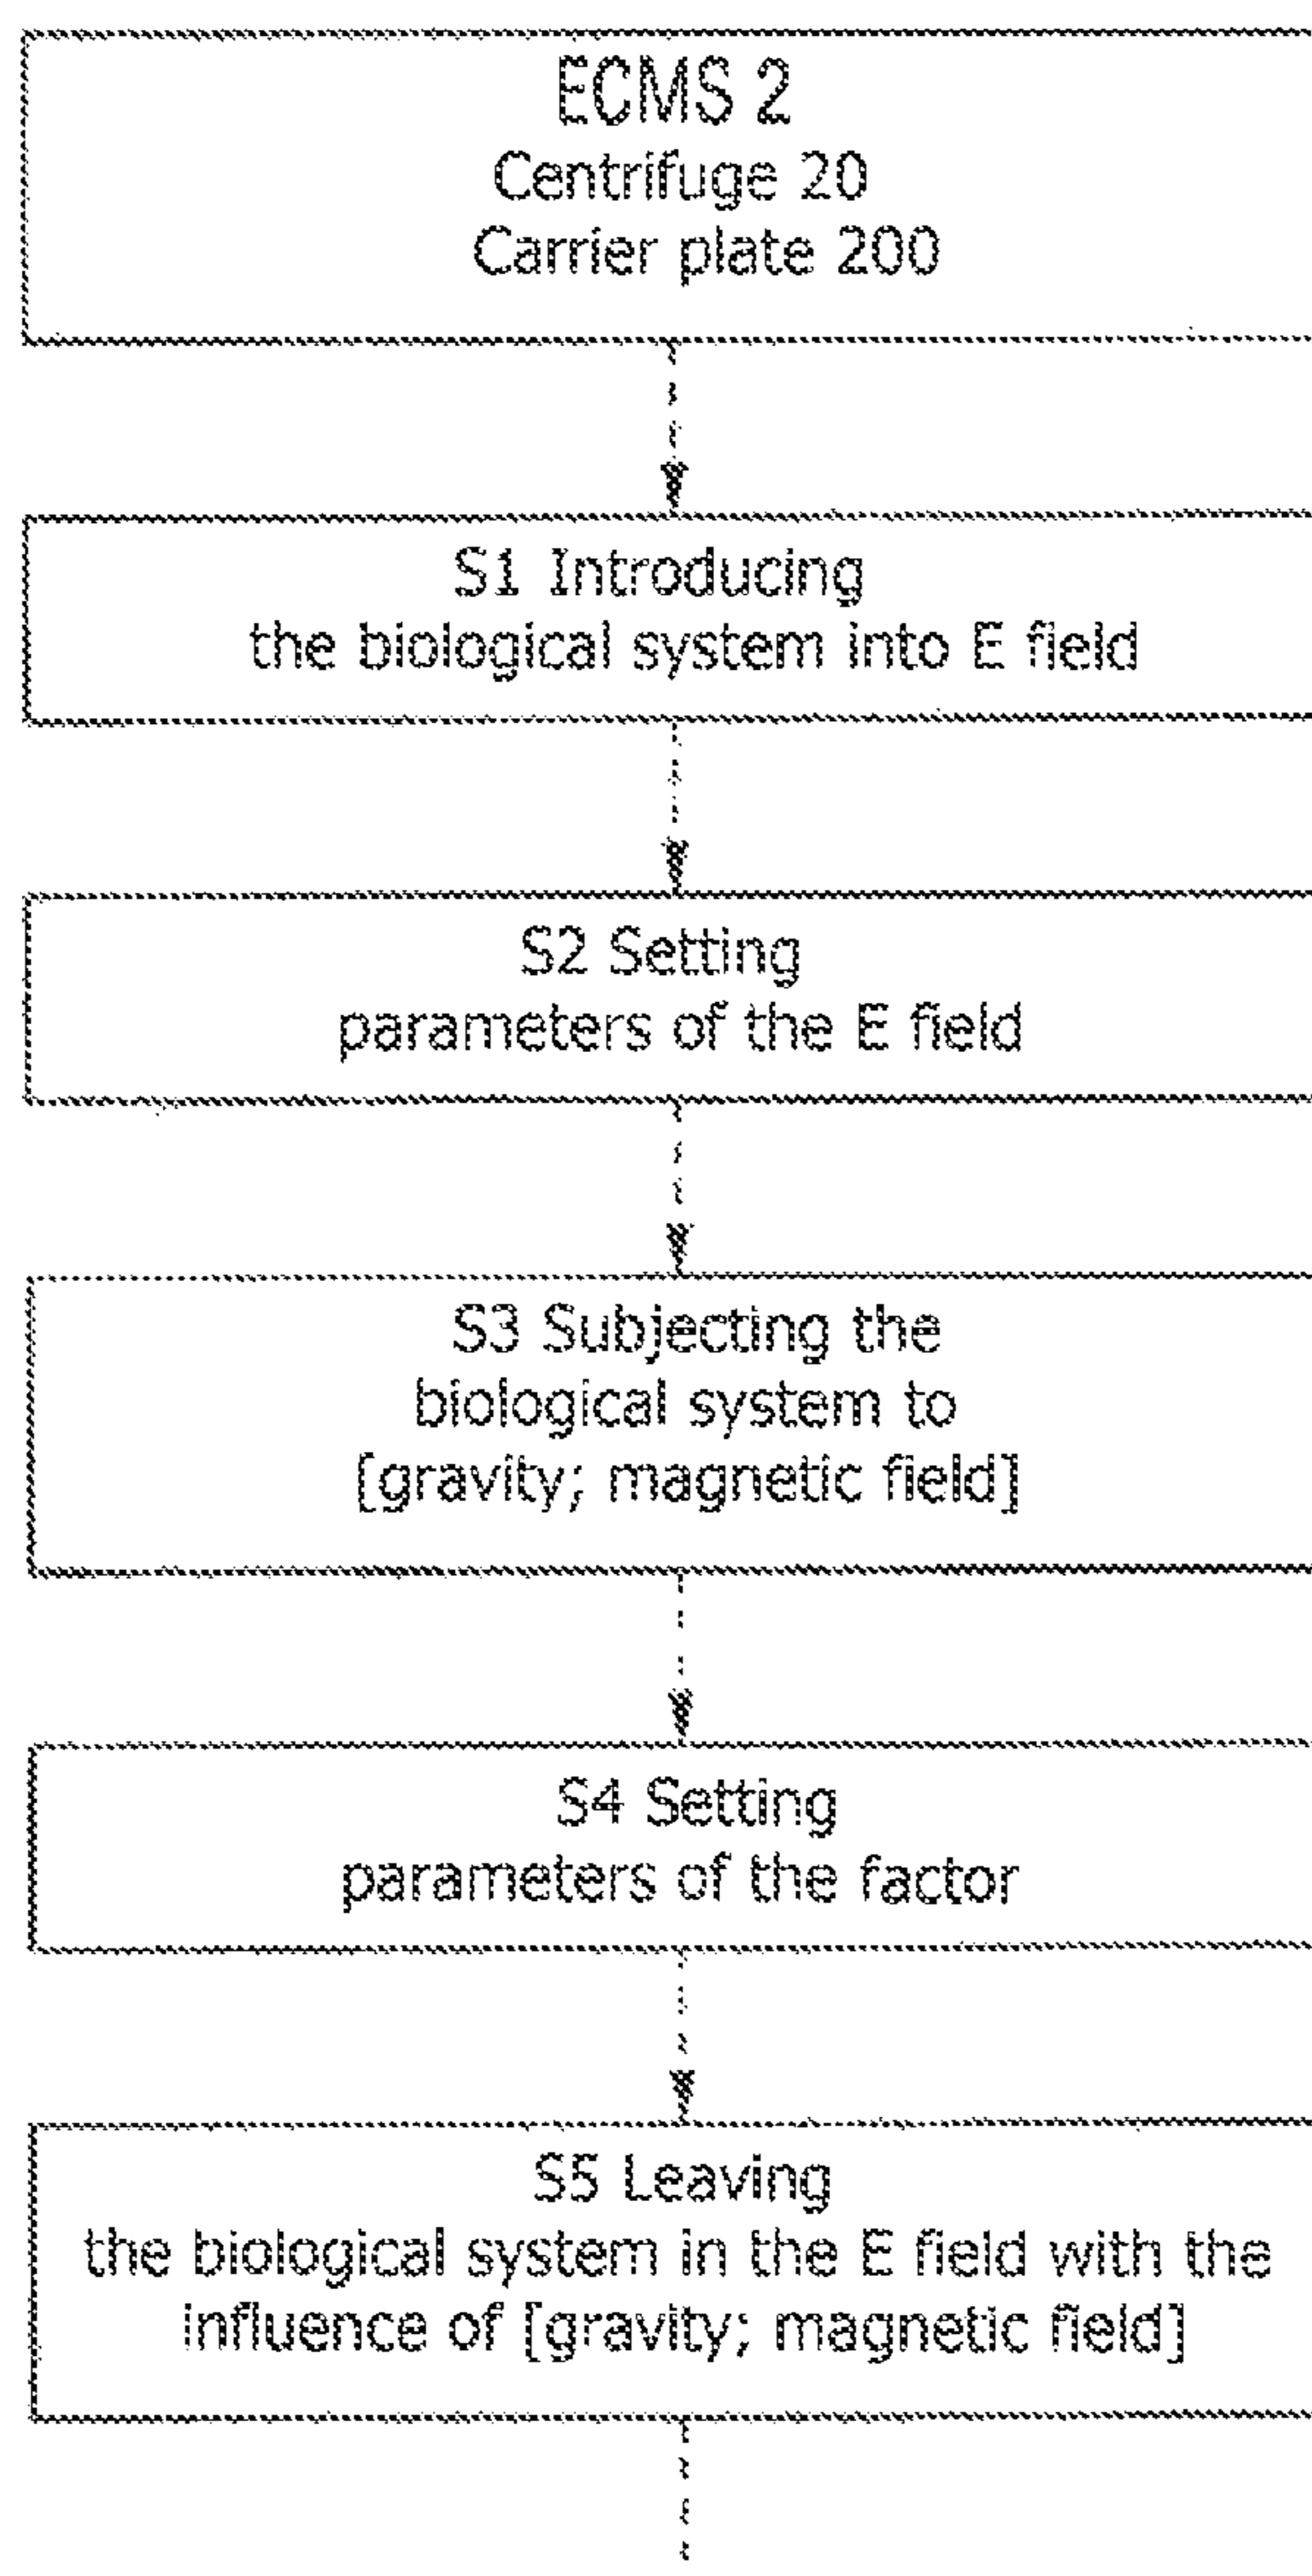 ECMS 2
Centrifuge 20
Carrier plate 200
S1 Introducing
the biological system into E field
S2 Setting
parameters of the E field
S3 Subjecting the
biological system to
[gravity; magnetic field]
S4 Setting
parameters of the factor
S5 Leaving
the biological system in the E field with the
influence of [gravity; magnetic field]